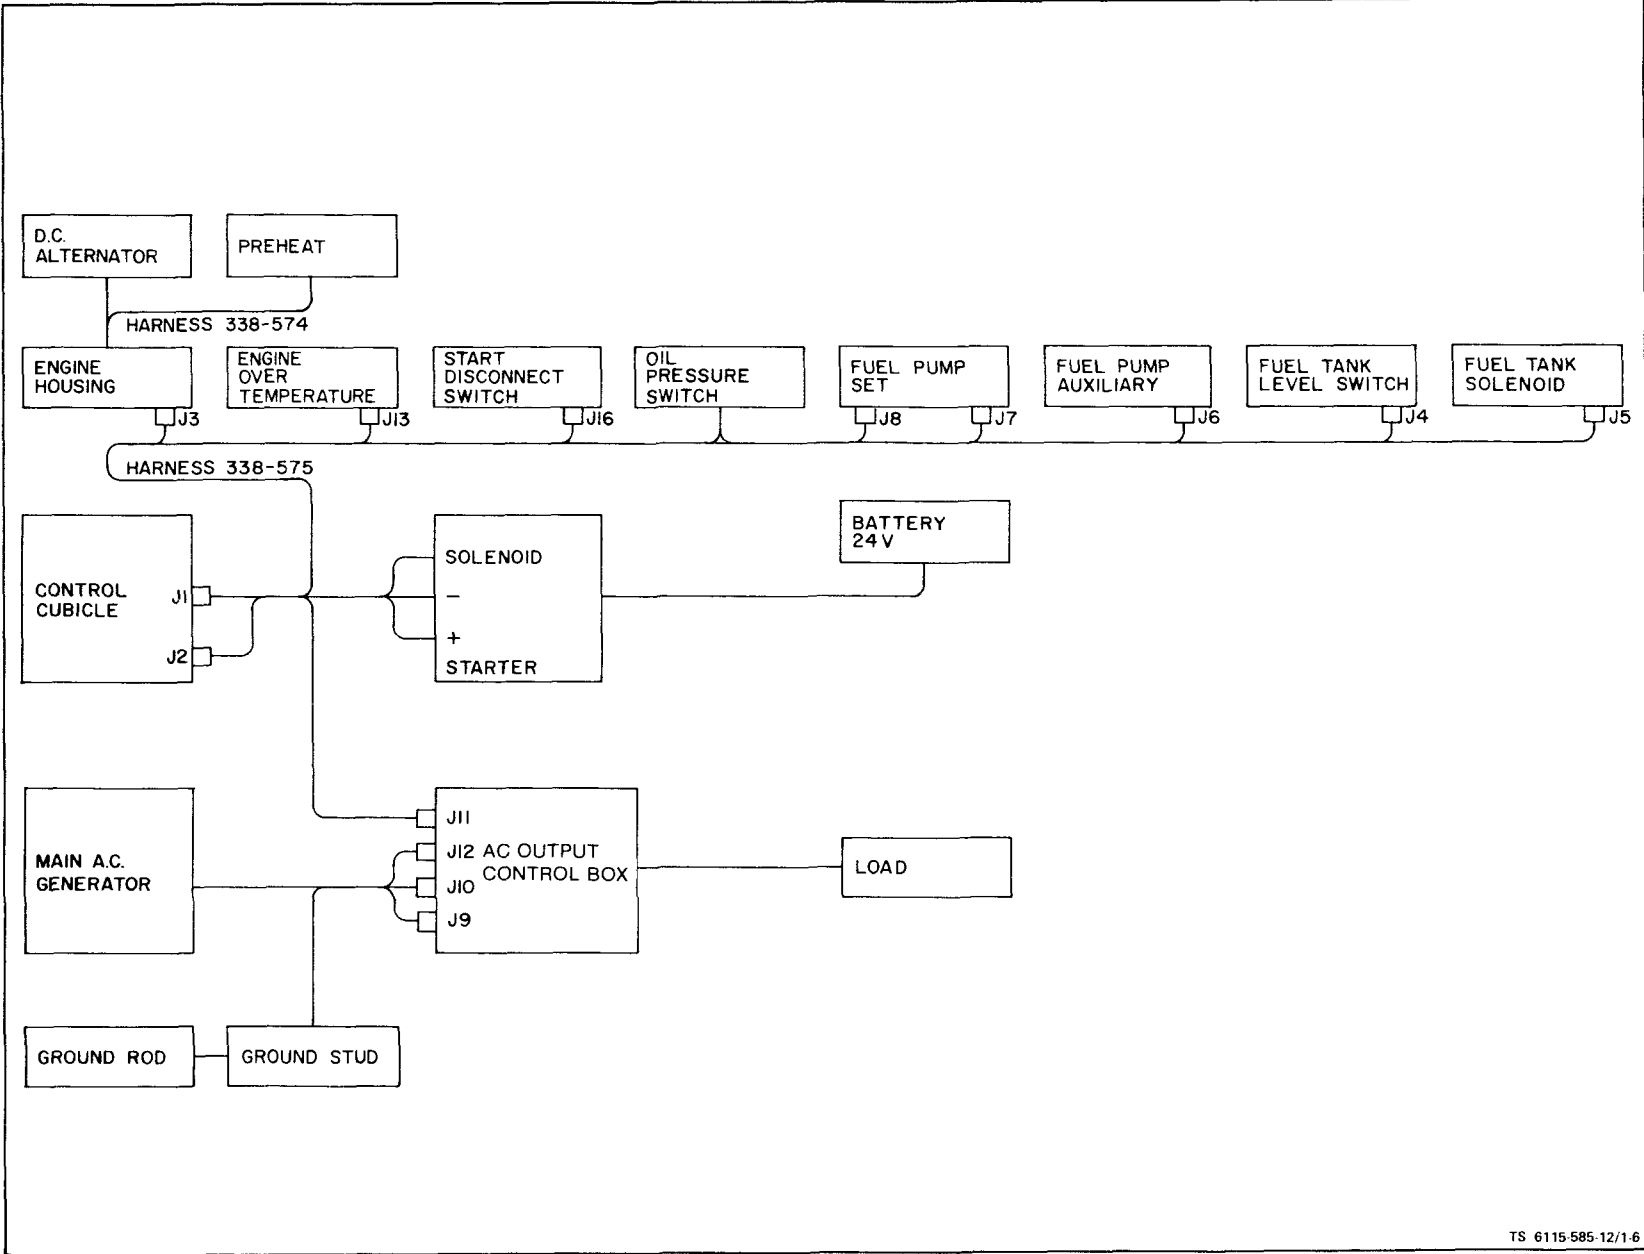 D.C.
ALTERNATOR
PREHEAT
HARNESS 338-574
ENGINE
HOUSING
J3
ENGINE
OVER
TEMPERATURE
J13
START
DISCONNECT
SWITCH
J16
OIL
PRESSURE
SWITCH
FUEL PUMP
SET
J8
J7
FUEL PUMP
AUXILIARY
J6
FUEL TANK
LEVEL SWITCH
J4
FUEL TANK
SOLENOID
J5
HARNESS 338-575
CONTROL
CUBICLE
J1
J2
SOLENOID
−
+
STARTER
BATTERY
24V
MAIN A.C.
GENERATOR
J11
J12
J10
J9
AC OUTPUT
CONTROL BOX
LOAD
GROUND ROD
GROUND STUD
TS 6115-585-12/1-6